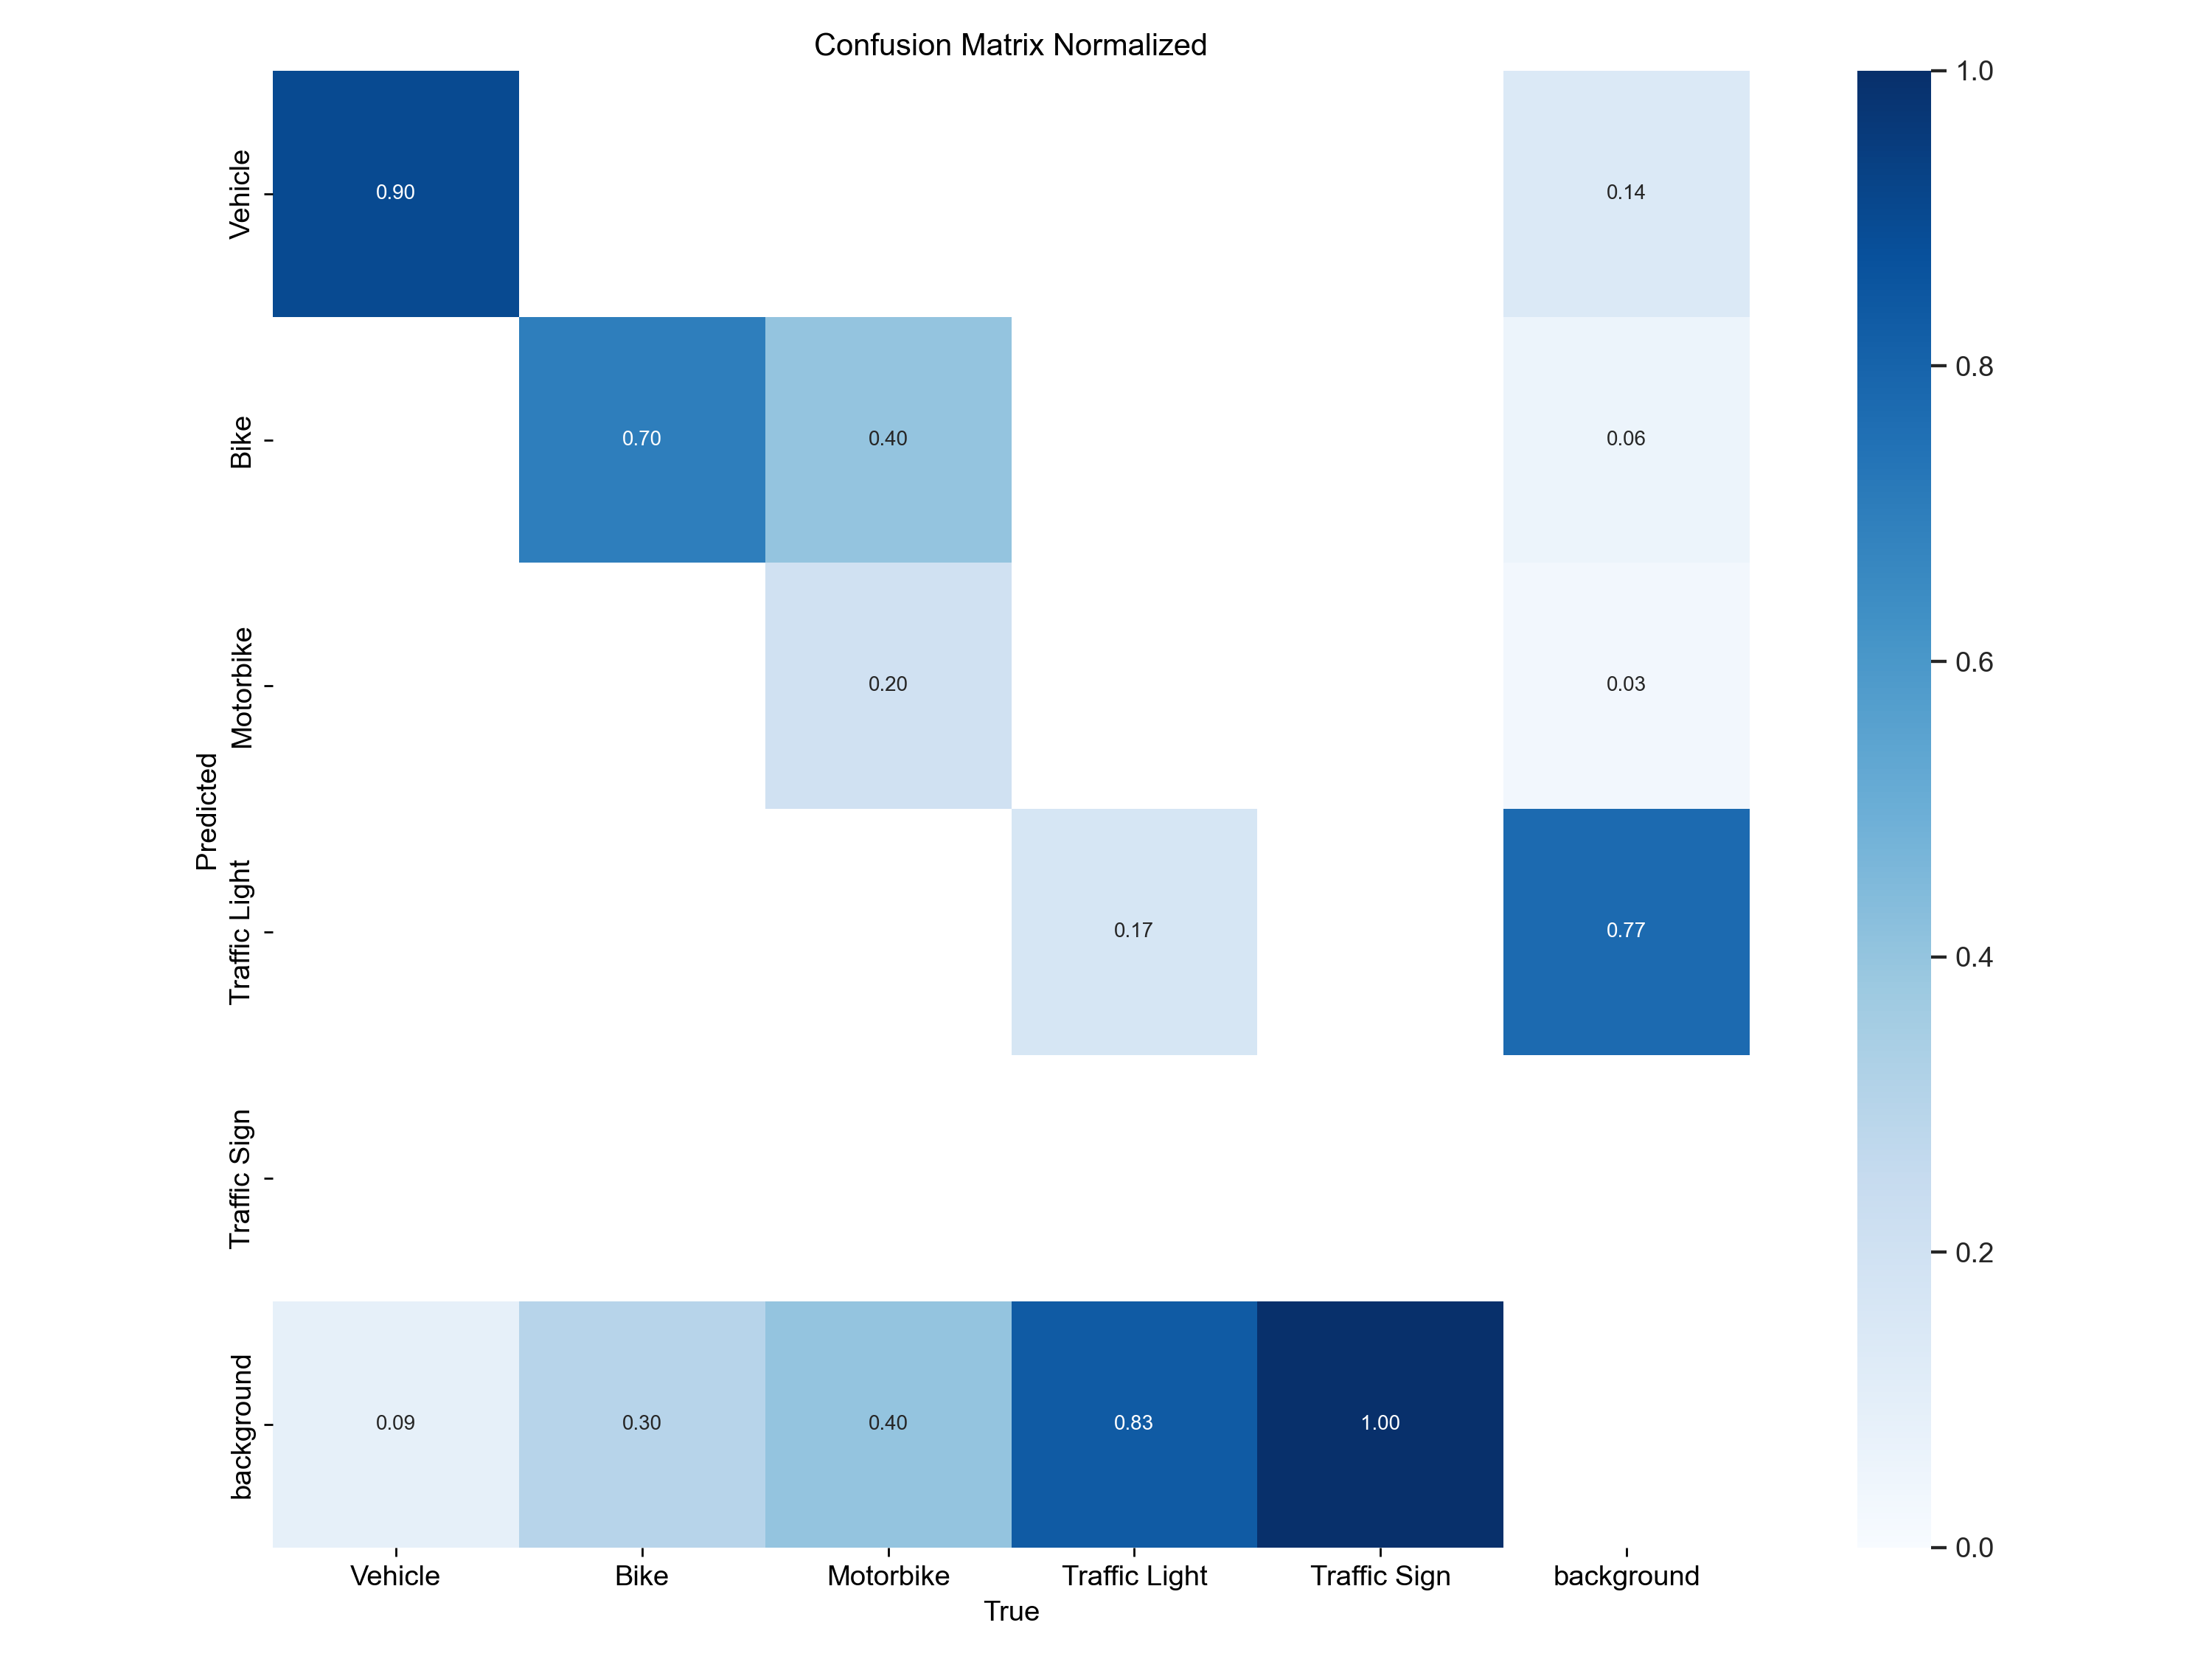 Confusion Matrix Normalized
Vehicle
0.90
0.14
Bike
0.70
0.40
0.06
Motorbike
0.20
0.03
Traffic Light
0.17
0.77
Traffic Sign
background
0.09
0.30
0.40
0.83
1.00
Predicted
Vehicle
Bike
Motorbike
Traffic Light
Traffic Sign
background
True
1.0
0.8
0.6
0.4
0.2
0.0